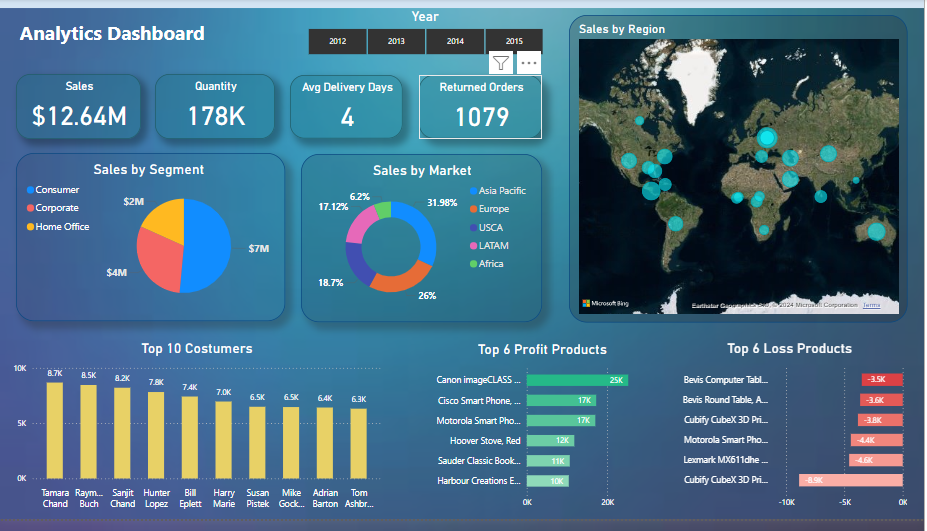 Year
Analytics Dashboard
2012 2013 2014 2015
Sales
$12.64M
Quantity
178K
Avg Delivery Days
4
Returned Orders
1079
Sales by Region
Microsoft Bing
© 2024 Microsoft Corporation Terms
Sales by Segment
Consumer
Corporate
Home Office
$2M
$7M
$4M
Sales by Market
Asia Pacific
Europe
USCA
LATAM
Africa
6.2%
17.12%
31.98%
18.7%
26%
Top 10 Costumers
10K
5K
0K
8.7K 8.5K 8.2K 7.8K 7.4K 7.0K 6.5K 6.5K 6.4K 6.3K
Tamara Raym... Sanjit Hunter Bill Harry Susan Mike Adrian Tom
Chand Buch Chand Lopez Eplett Marie Pistek Gock... Barton Ashbr...
Top 6 Profit Products
Canon imageCLASS ... 25K
Cisco Smart Phone, ... 17K
Motorola Smart Pho... 17K
Hoover Stove, Red 12K
Sauder Classic Book... 11K
Harbour Creations E... 10K
0K 20K
Top 6 Loss Products
Bevis Computer Tabl... -3.5K
Bevis Round Table, A... -3.6K
Cubify CubeX 3D Pri... -3.8K
Motorola Smart Pho... -4.4K
Lexmark MX611dhe ... -4.6K
Cubify CubeX 3D Pri... -8.9K
-10K -5K 0K